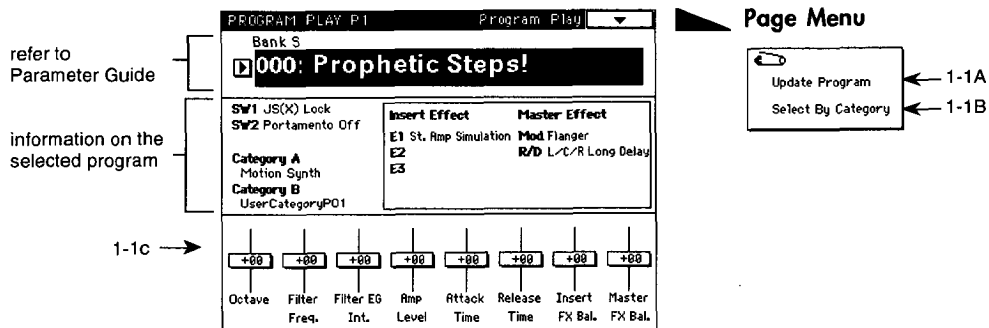 PROGRAM PLAY P1 Program Play
Bank S
000: Prophetic Steps!
refer to
Parameter Guide
SW1 JS(X) Lock
SW2 Portamento Off
Category A
Motion Synth
Category B
UserCategoryP01
Insert Effect Master Effect
E1 St. Amp Simulation Mod Flanger
E2 R/D L/C/R Long Delay
E3
information on the
selected program
1-1c
+00 +00 +00 +00 +00 +00 +00 +00
Octave Filter Filter EG Amp Attack Release Insert Master
Freq. Int. Level Time Time FX Bal. FX Bal.
Page Menu
Update Program 1-1A
Select By Category 1-1B